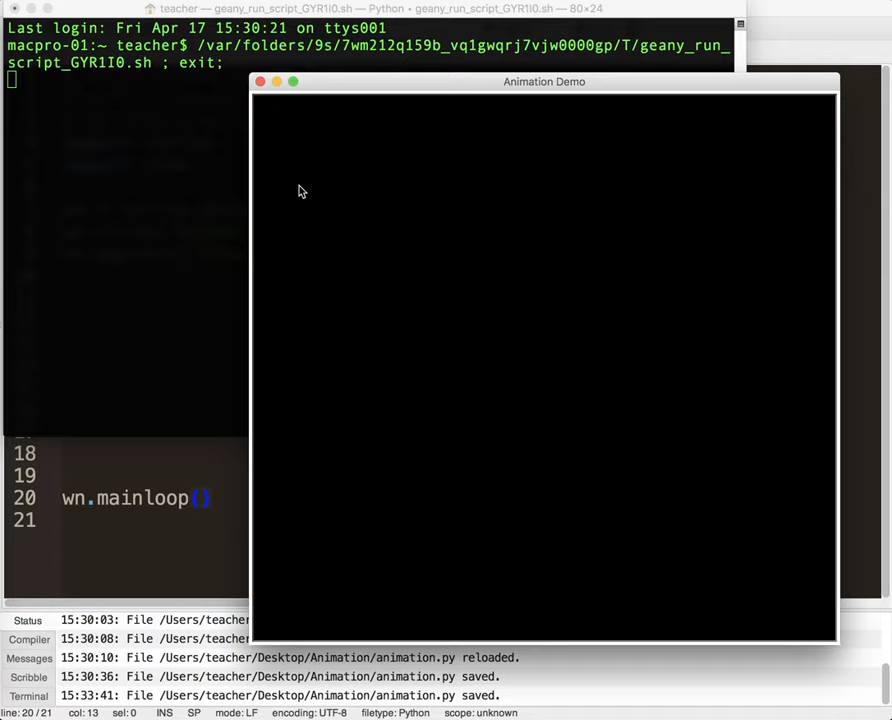 teacher — geany_run_script_GYR1I0.sh — Python • geany_run_script_GYR1I0.sh — 80×24
Last login: Fri Apr 17 15:30:21 on ttys001
macpro-01:~ teacher$ /var/folders/9s/7wm212q159b_vq1gwqrj7vjw0000gp/T/geany_run_
script_GYR1I0.sh ; exit;
Animation Demo
18
19
20 wn.mainloop()
21
Status 15:30:03: File /Users/teacher
Compiler 15:30:08: File /Users/teacher
Messages 15:30:10: File /Users/teacher/Desktop/Animation/animation.py reloaded.
Scribble 15:30:36: File /Users/teacher/Desktop/Animation/animation.py saved.
Terminal 15:33:41: File /Users/teacher/Desktop/Animation/animation.py saved.
line: 20 / 21 col: 13 sel: 0 INS SP mode: LF encoding: UTF-8 filetype: Python scope: unknown